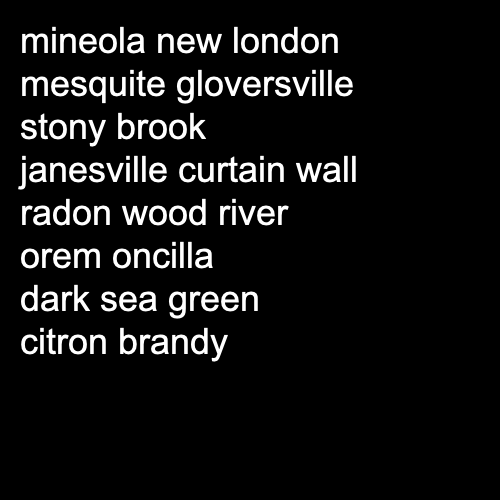 mineola new london
mesquite gloversville
stony brook
janesville curtain wall
radon wood river
orem oncilla
dark sea green
citron brandy